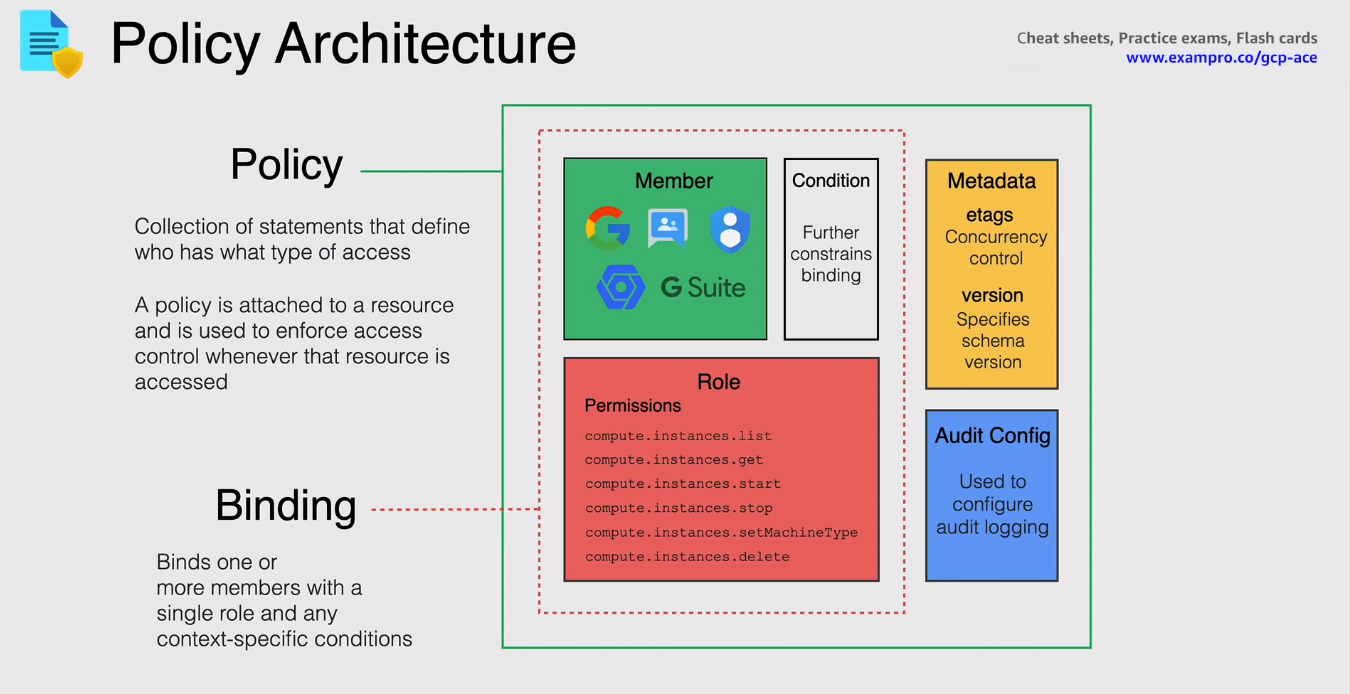 Policy Architecture
Cheat sheets, Practice exams, Flash cards
www.exampro.co/gcp-ace
Policy
Collection of statements that define
who has what type of access
A policy is attached to a resource
and is used to enforce access
control whenever that resource is
accessed
Binding
Binds one or
more members with a
single role and any
context-specific conditions
Member
G Suite
Condition
Further
constrains
binding
Role
Permissions
compute.instances.list
compute.instances.get
compute.instances.start
compute.instances.stop
compute.instances.setMachineType
compute.instances.delete
Metadata
etags
Concurrency
control
version
Specifies
schema
version
Audit Config
Used to
configure
audit logging